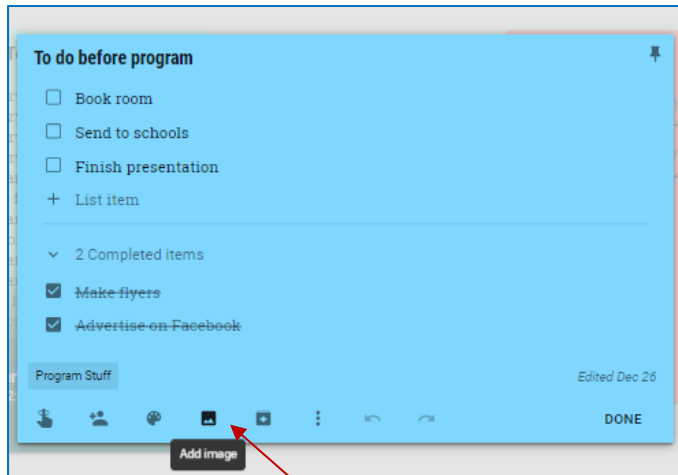 To do before program
Book room
Send to schools
Finish presentation
List item
2 Completed items
Make flyers
Advertise on Facebook
Program Stuff
Edited Dec 26
DONE
Add image